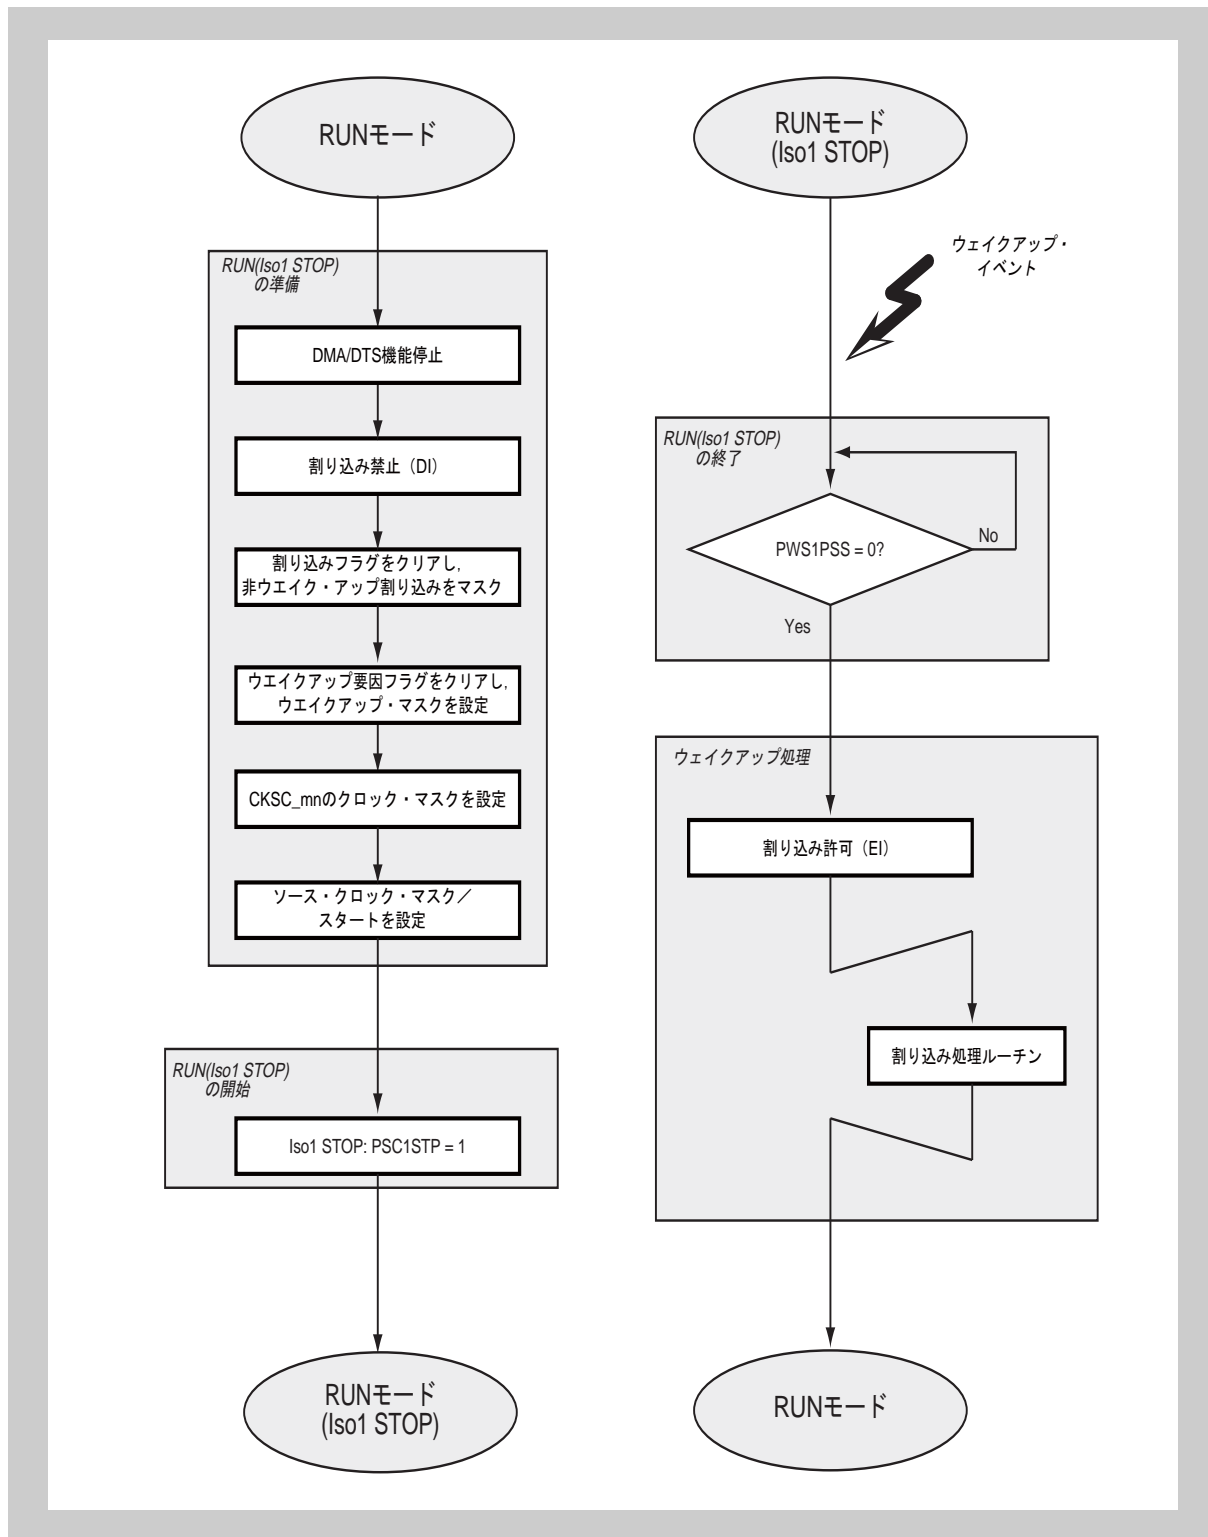 RUNモード
RUN(Iso1 STOP)
の準備
DMA/DTS機能停止
割り込み禁止（DI）
割り込みフラグをクリアし,
非ウエイク・アップ割り込みをマスク
ウエイクアップ要因フラグをクリアし,
ウエイクアップ・マスクを設定
CKSC_mnのクロック・マスクを設定
ソース・クロック・マスク／
スタートを設定
RUN(Iso1 STOP)
の開始
Iso1 STOP: PSC1STP = 1
RUNモード
(Iso1 STOP)
RUNモード
(Iso1 STOP)
ウェイクアップ・
イベント
RUN(Iso1 STOP)
の終了
PWS1PSS = 0?
No
Yes
ウェイクアップ処理
割り込み許可（EI）
割り込み処理ルーチン
RUNモード